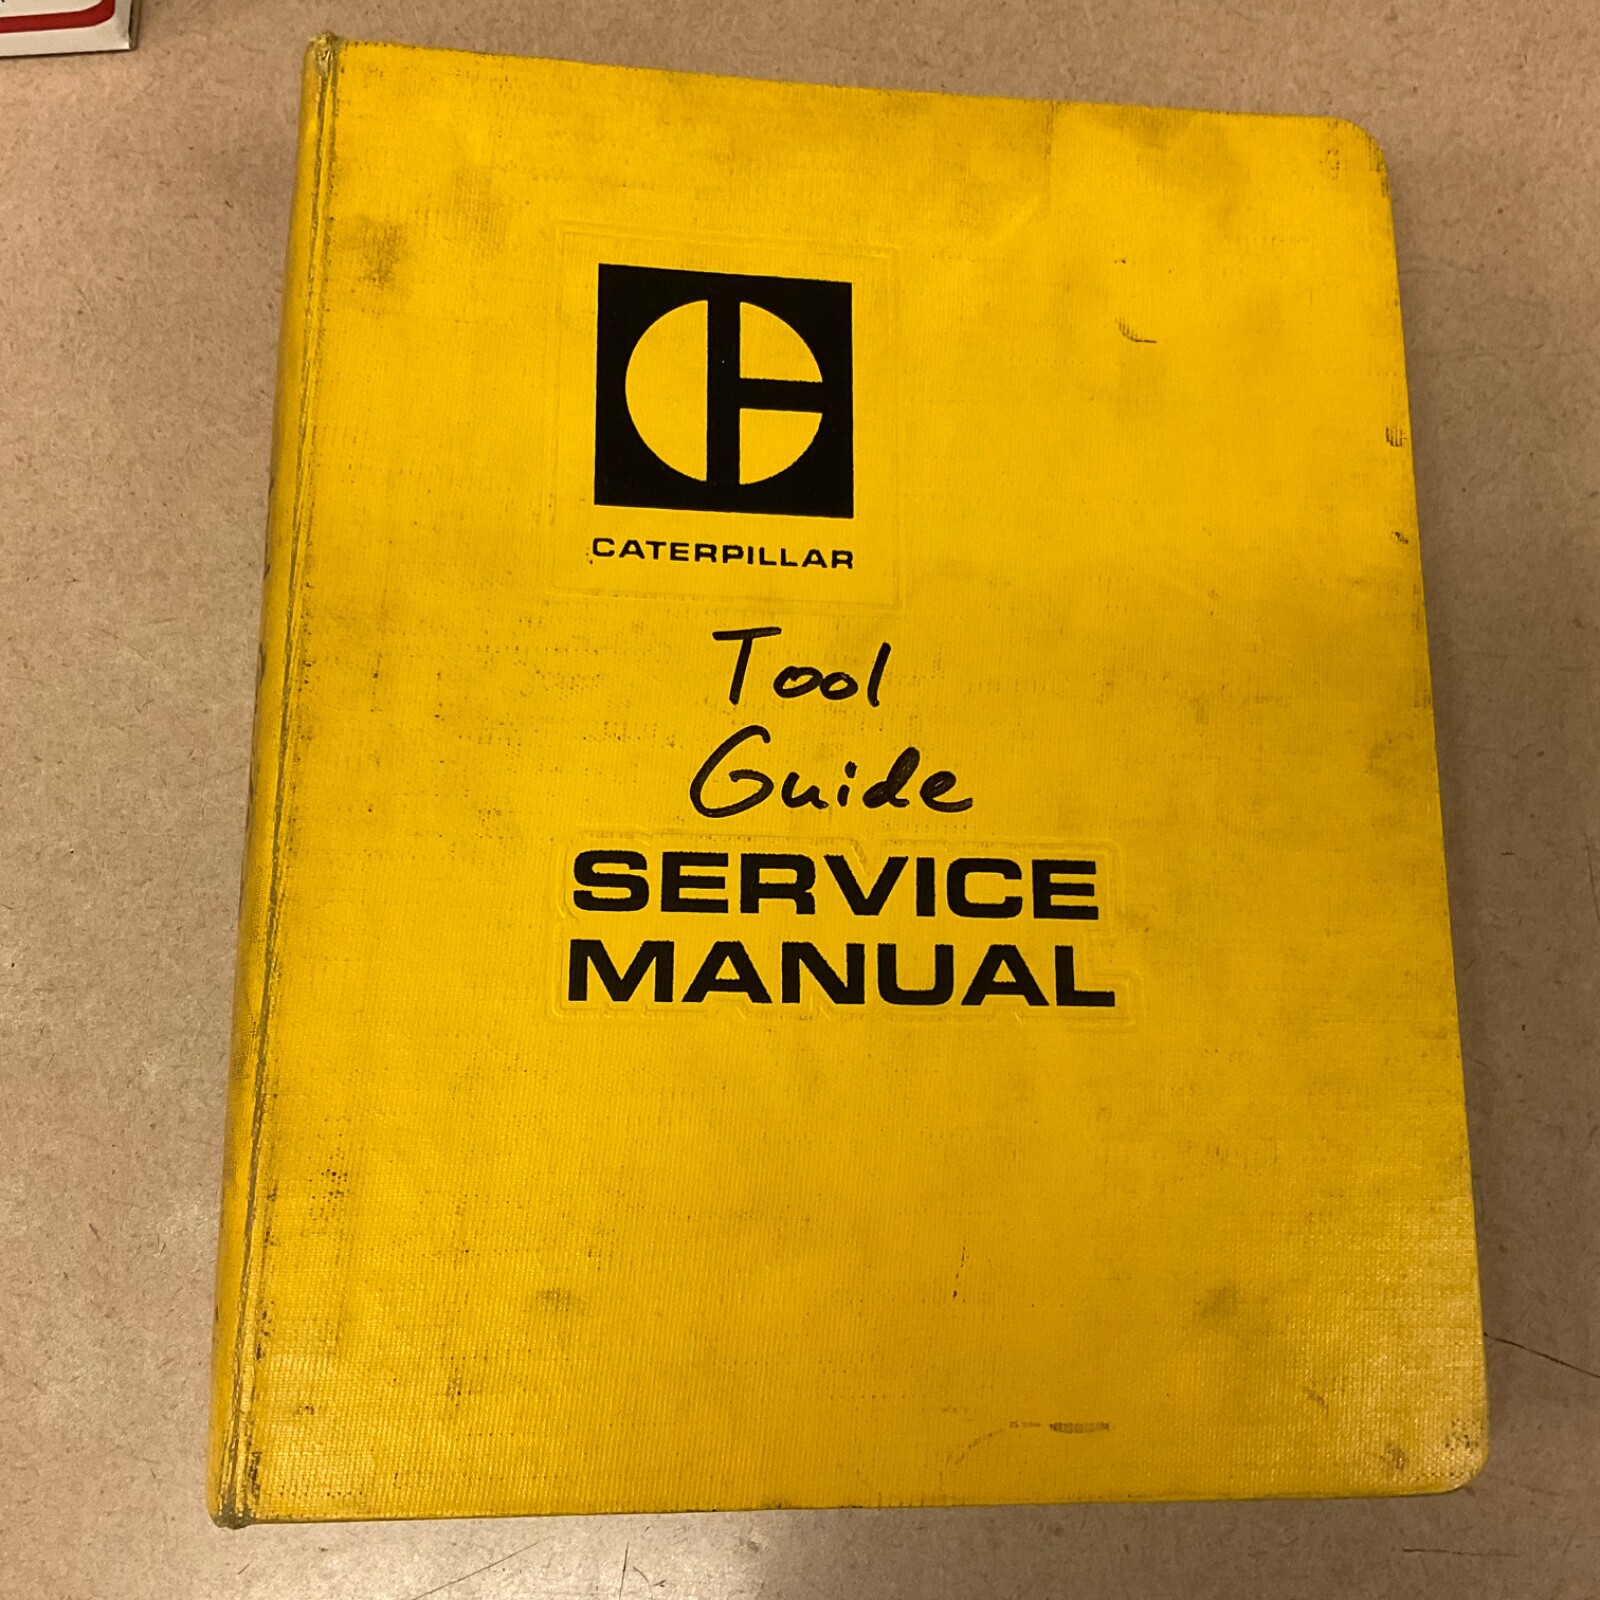 CATERPILLAR
Tool
Guide
SERVICE
MANUAL